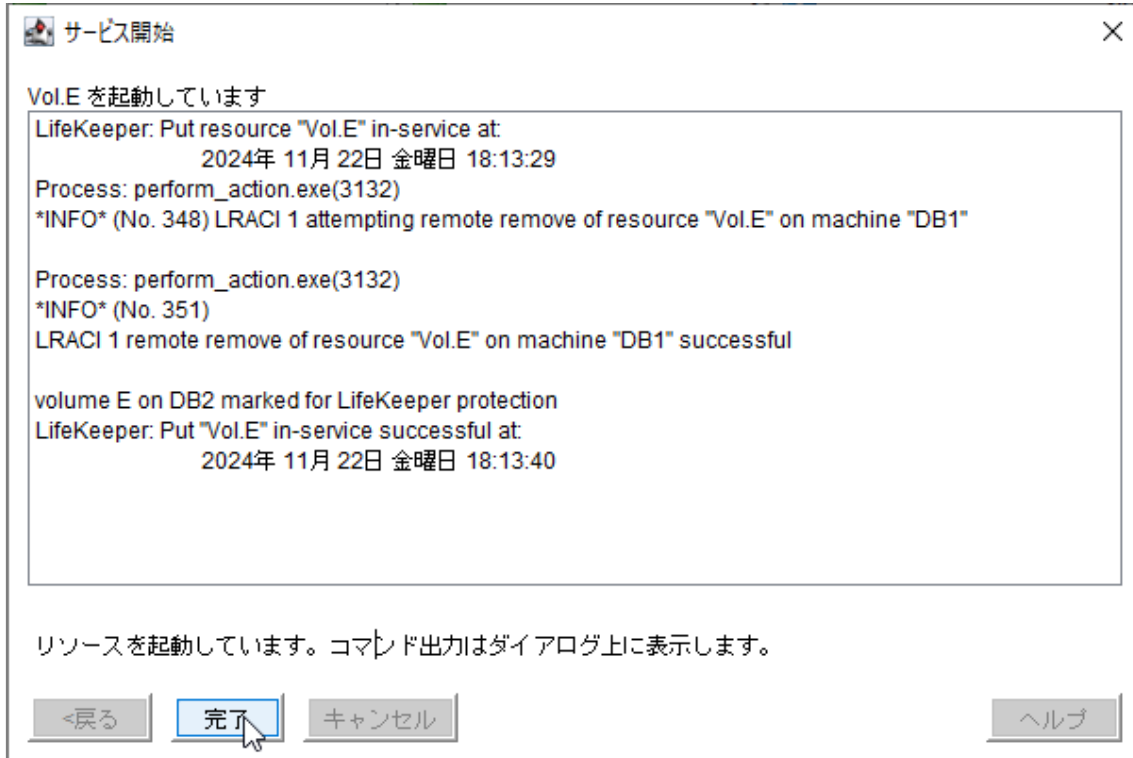 サービス開始
Vol.E を起動しています
LifeKeeper: Put resource "Vol.E" in-service at:
2024年 11月 22日 金曜日 18:13:29
Process: perform_action.exe(3132)
*INFO* (No. 348) LRACI 1 attempting remote remove of resource "Vol.E" on machine "DB1"
Process: perform_action.exe(3132)
*INFO* (No. 351)
LRACI 1 remote remove of resource "Vol.E" on machine "DB1" successful
volume E on DB2 marked for LifeKeeper protection
LifeKeeper: Put "Vol.E" in-service successful at:
2024年 11月 22日 金曜日 18:13:40
リソースを起動しています。コマンド出力はダイアログ上に表示します。
<戻る 完了 キャンセル ヘルプ